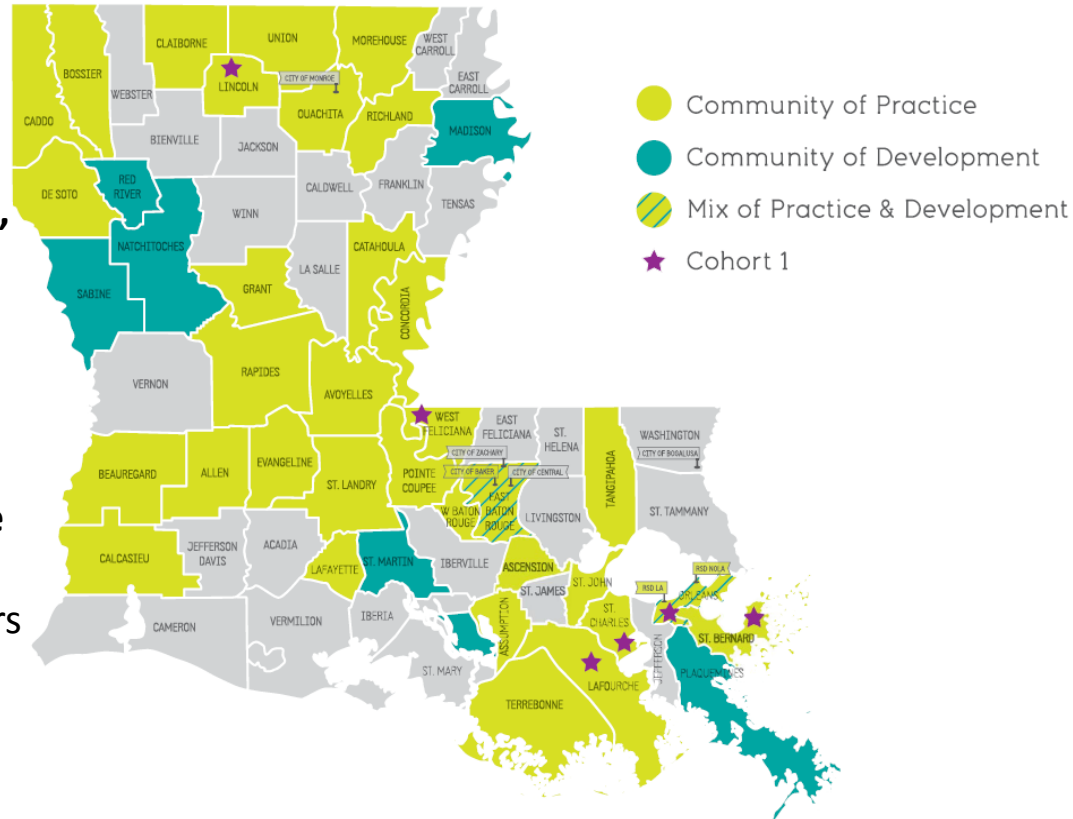 CADDO
BOSSIER
WEBSTER
CLAIBORNE
UNION
MOREHOUSE
WEST
CARROLL
EAST
CARROLL
LINCOLN
CITY OF MONROE
OUACHITA
RICHLAND
MADISON
BIENVILLE
JACKSON
DE SOTO
RED
RIVER
CALDWELL
FRANKLIN
TENSAS
WINN
,
NATCHITOCHES
CATAHOULA
LA SALLE
SABINE
GRANT
CONCORDIA
VERNON
RAPIDES
AVOYELLES
WEST
FELICIANA
EAST
FELICIANA
ST.
HELENA
TANGIPAHOA
WASHINGTON
CITY OF BOGALUSA
CITY OF ZACHARY
CITY OF BAKER
CITY OF CENTRAL
BEAUREGARD
ALLEN
EVANGELINE
ST. LANDRY
POINTE
COUPEE
W BATON
ROUGE
EAST
BATON
ROUGE
LIVINGSTON
ST. TAMMANY
e
CALCASIEU
JEFFERSON
DAVIS
ACADIA
LAFAYETTE
ST. MARTIN
IBERVILLE
ASCENSION
ST. JAMES
ST. JOHN
RSD NOLA
RSD LA
ORLEANS
rs
CAMERON
VERMILION
IBERIA
ST. MARY
ASSUMPTION
ST.
CHARLES
JEFFERSON
ST. BERNARD
PLAQUEMINES
LAFOURCHE
TERREBONNE
Community of Practice
Community of Development
Mix of Practice & Development
Cohort 1